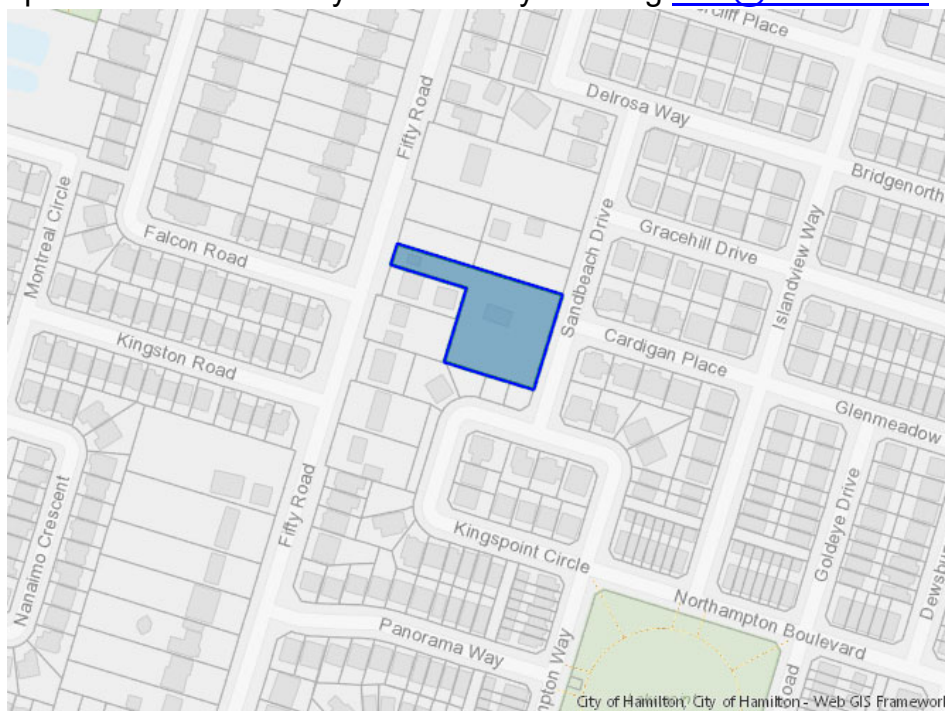 Delrosa Way
Fifty Road
Bridgenorth
Montreal Circle
Falcon Road
Sandbeach Drive
Gracehill Drive
Islandview Way
Kingston Road
Cardigan Place
Glenmeadow
Fifty Road
Nanaimo Crescent
Kingspoint Circle
Goldeye Drive
Northampton Boulevard
Panorama Way
City of Hamilton, City of Hamilton - Web GIS Framework